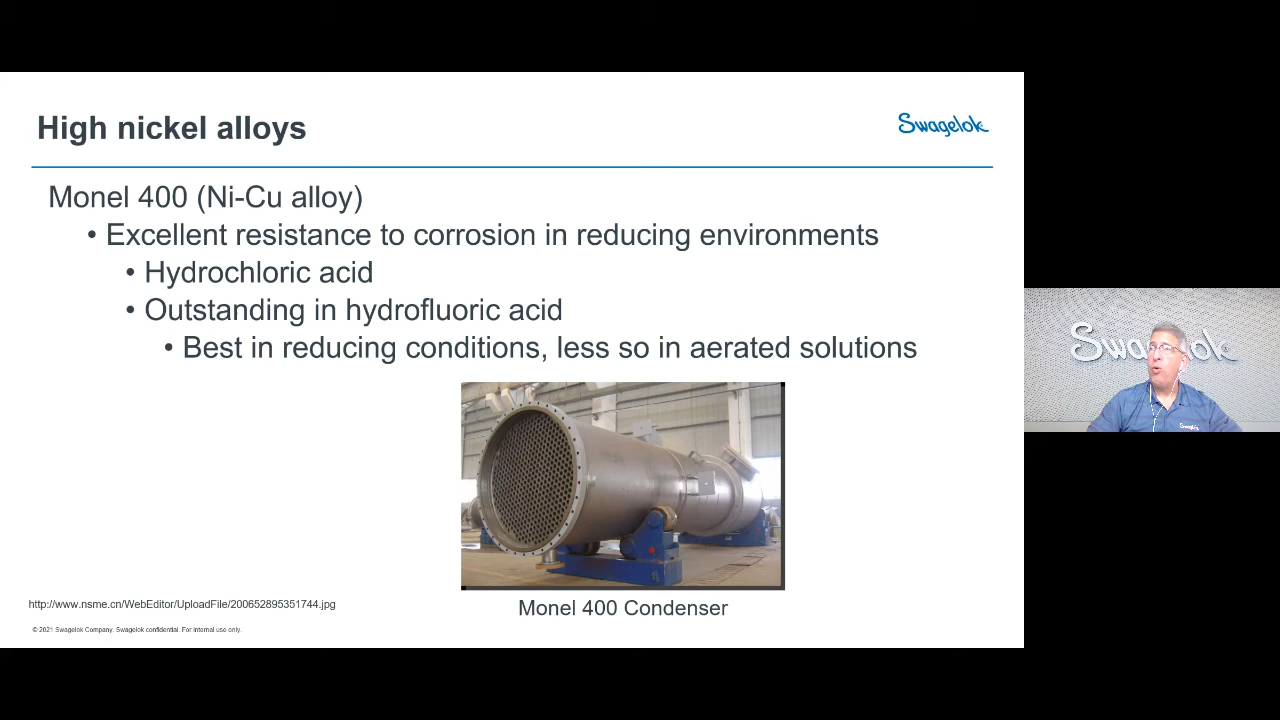 High nickel alloys
Swagelok
Monel 400 (Ni-Cu alloy)
• Excellent resistance to corrosion in reducing environments
• Hydrochloric acid
• Outstanding in hydrofluoric acid
• Best in reducing conditions, less so in aerated solutions
Monel 400 Condenser
http://www.nsme.cn/WebEditor/UploadFile/200652895351744.jpg
© 2021 Swagelok Company. Swagelok confidential. For internal use only.
Swagelok
Swagelok